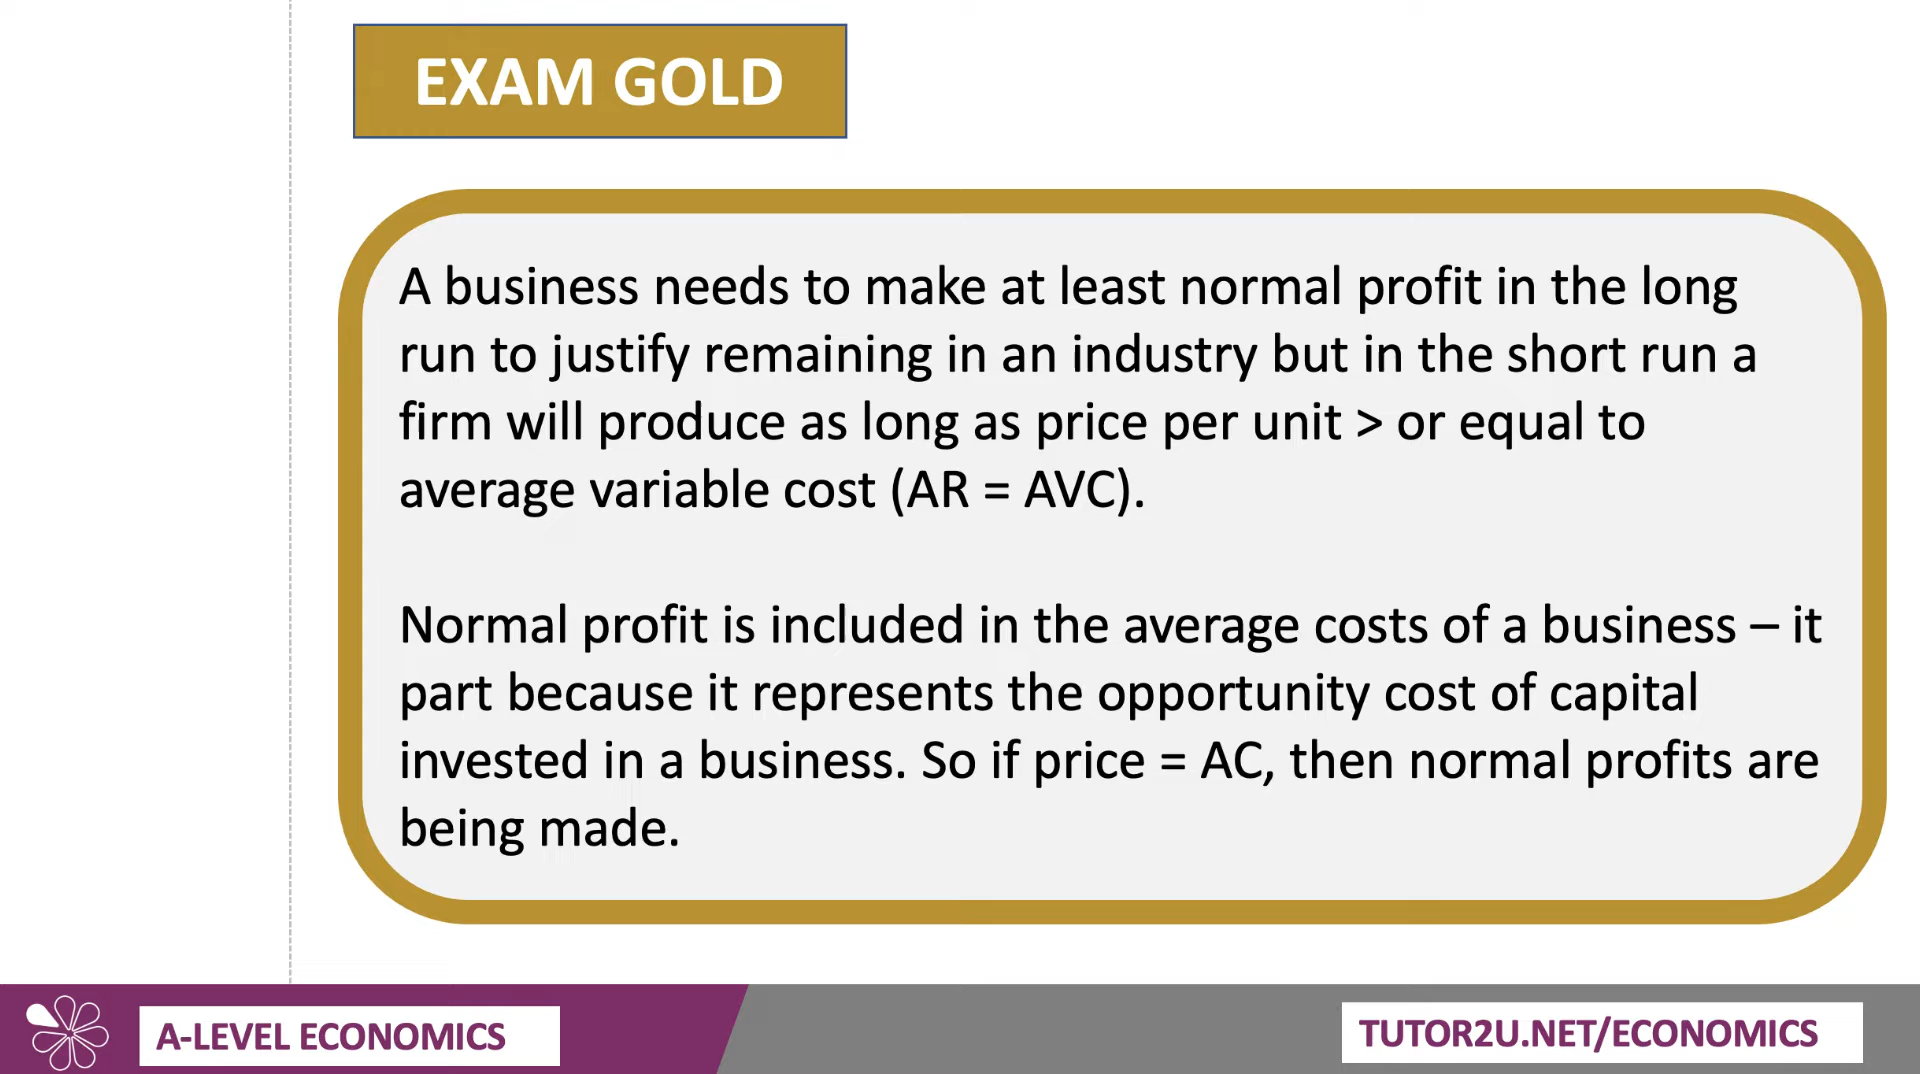 EXAM GOLD
A business needs to make at least normal profit in the long
run to justify remaining in an industry but in the short run a
firm will produce as long as price per unit > or equal to
average variable cost (AR = AVC).
Normal profit is included in the average costs of a business – it
part because it represents the opportunity cost of capital
invested in a business. So if price = AC, then normal profits are
being made.
A-LEVEL ECONOMICS
TUTOR2U.NET/ECONOMICS